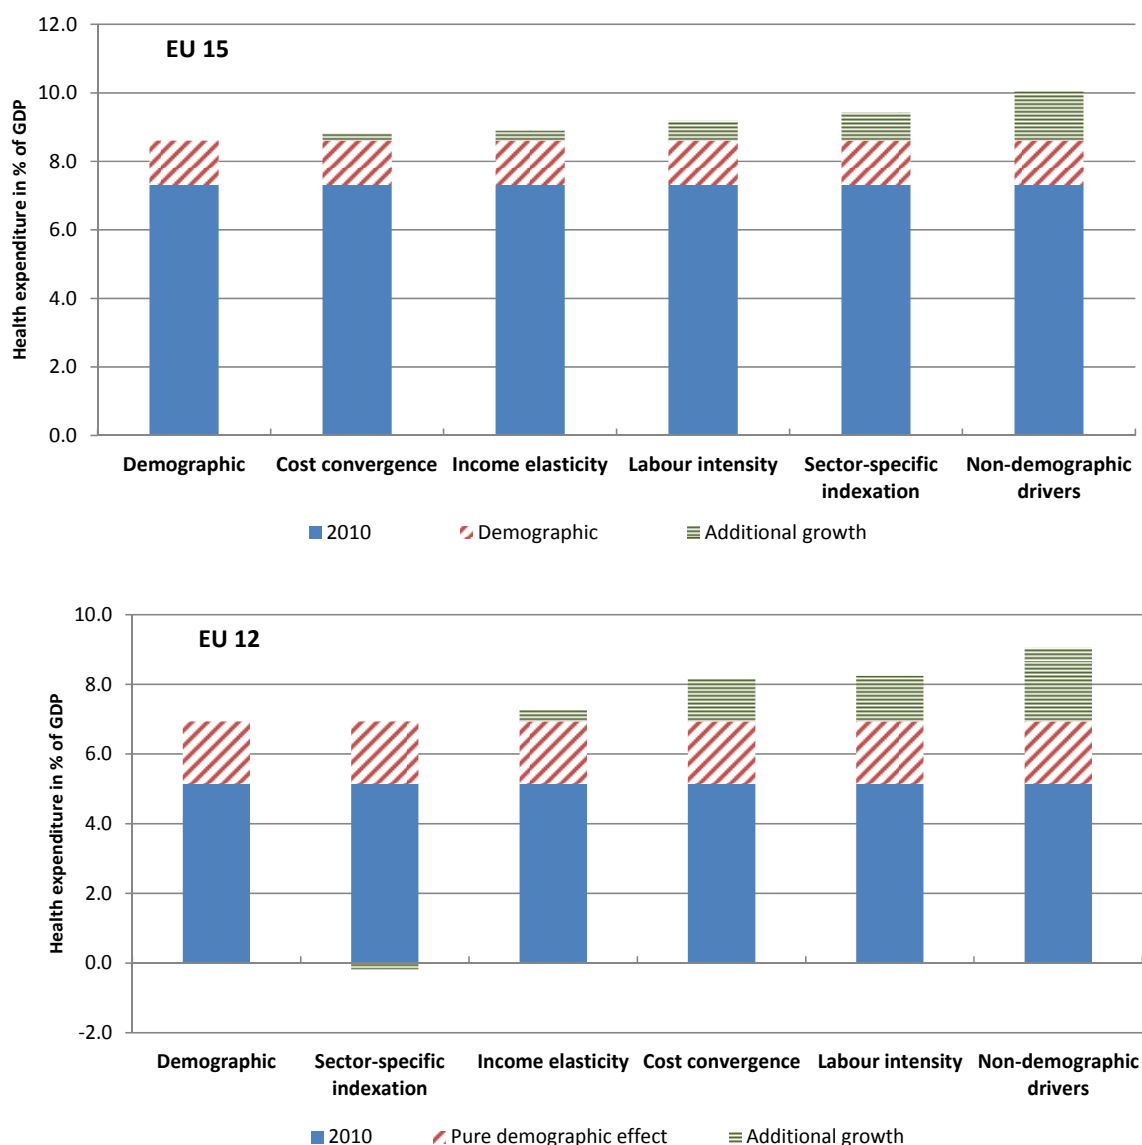 12.0
EU 15
10.0
8.0
6.0
4.0
2.0
0.0
Health expenditure in % of GDP
Demographic Cost convergence Income elasticity Labour intensity Sector-specific Non-demographic
indexation drivers
2010 Demographic Additional growth
10.0
EU 12
8.0
6.0
4.0
2.0
0.0
-2.0
Health expenditure in % of GDP
Demographic Sector-specific Income elasticity Cost convergence Labour intensity Non-demographic
indexation drivers
2010 Pure demographic effect Additional growth